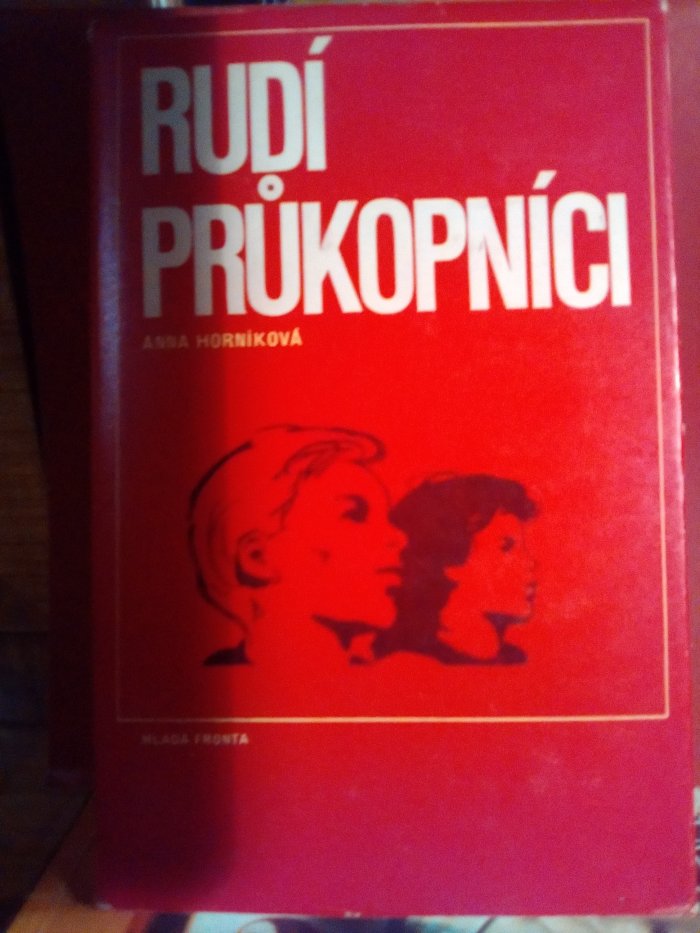 RUDÍ
PRŮKOPNÍCI
ANNA HORNÍKOVÁ
MLADÁ FRONTA